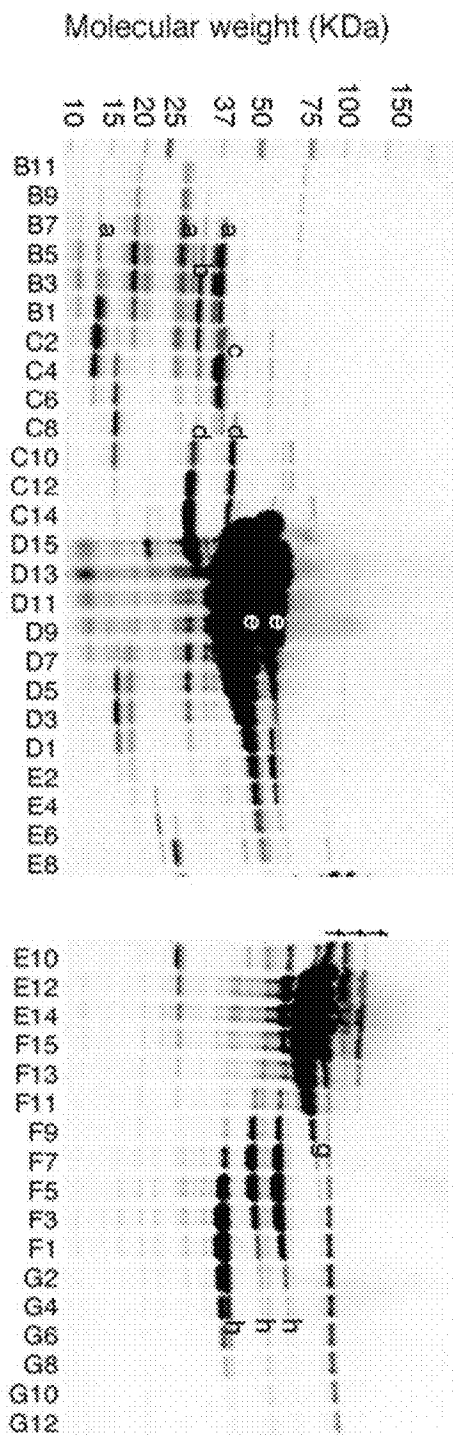 Molecular weight (KDa)
10 15 20 25 37 50 75 100 150
B11
B9
B7 a a a
B5
B3 b
B1
C2 c
C4
C6
C8 d d
C10
C12
C14
D15
D13
D11
D9 e e
D7
D5
D3
D1
E2
E4
E6
E8
f f f
E10
E12
E14
F15
F13
F11
F9 g
F7
F5
F3
F1
G2
G4
G6 h h h
G8
G10
G12